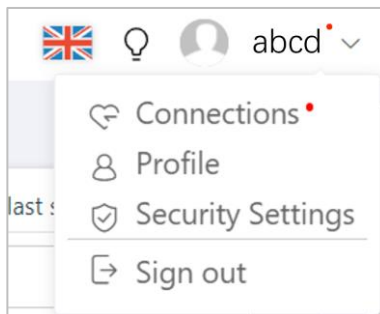 abcd
Connections
Profile
last s
Security Settings
Sign out